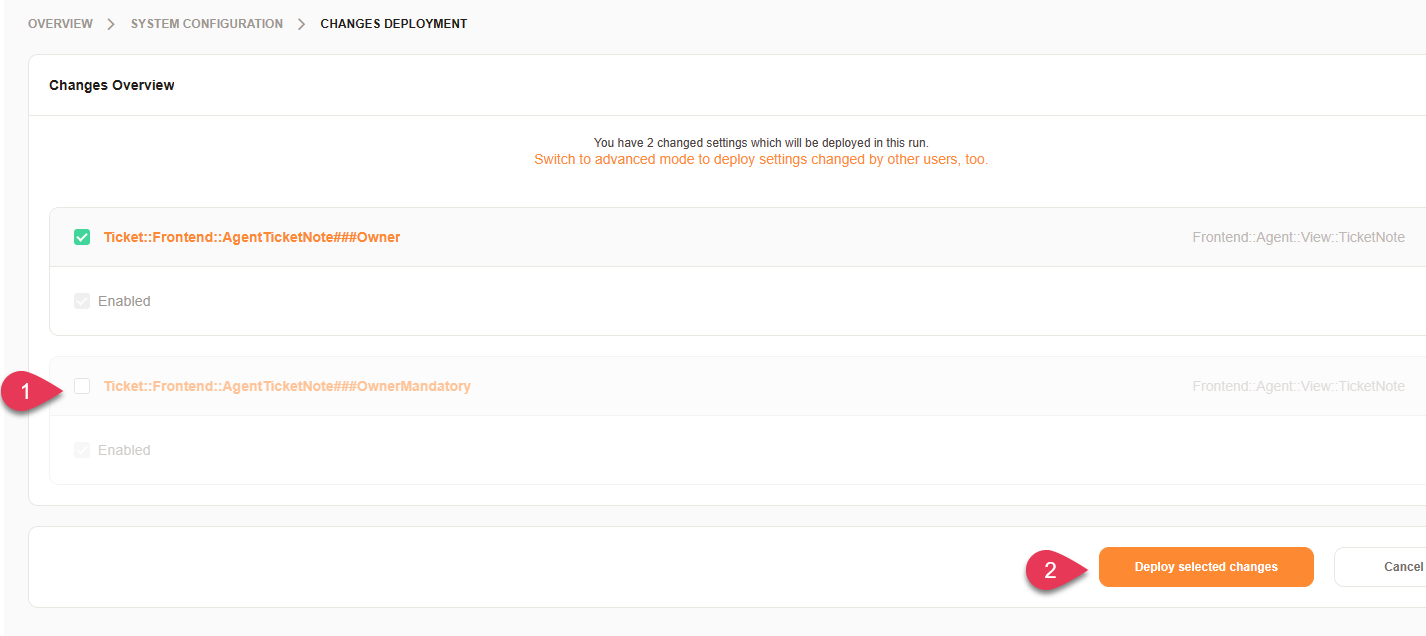 OVERVIEW > SYSTEM CONFIGURATION > CHANGES DEPLOYMENT
Changes Overview
You have 2 changed settings which will be deployed in this run.
Switch to advanced mode to deploy settings changed by other users, too.
Ticket::Frontend::AgentTicketNote###Owner Frontend::Agent::View::TicketNote
Enabled
1 Ticket::Frontend::AgentTicketNote###OwnerMandatory Frontend::Agent::View::TicketNote
Enabled
2 Deploy selected changes Cancel